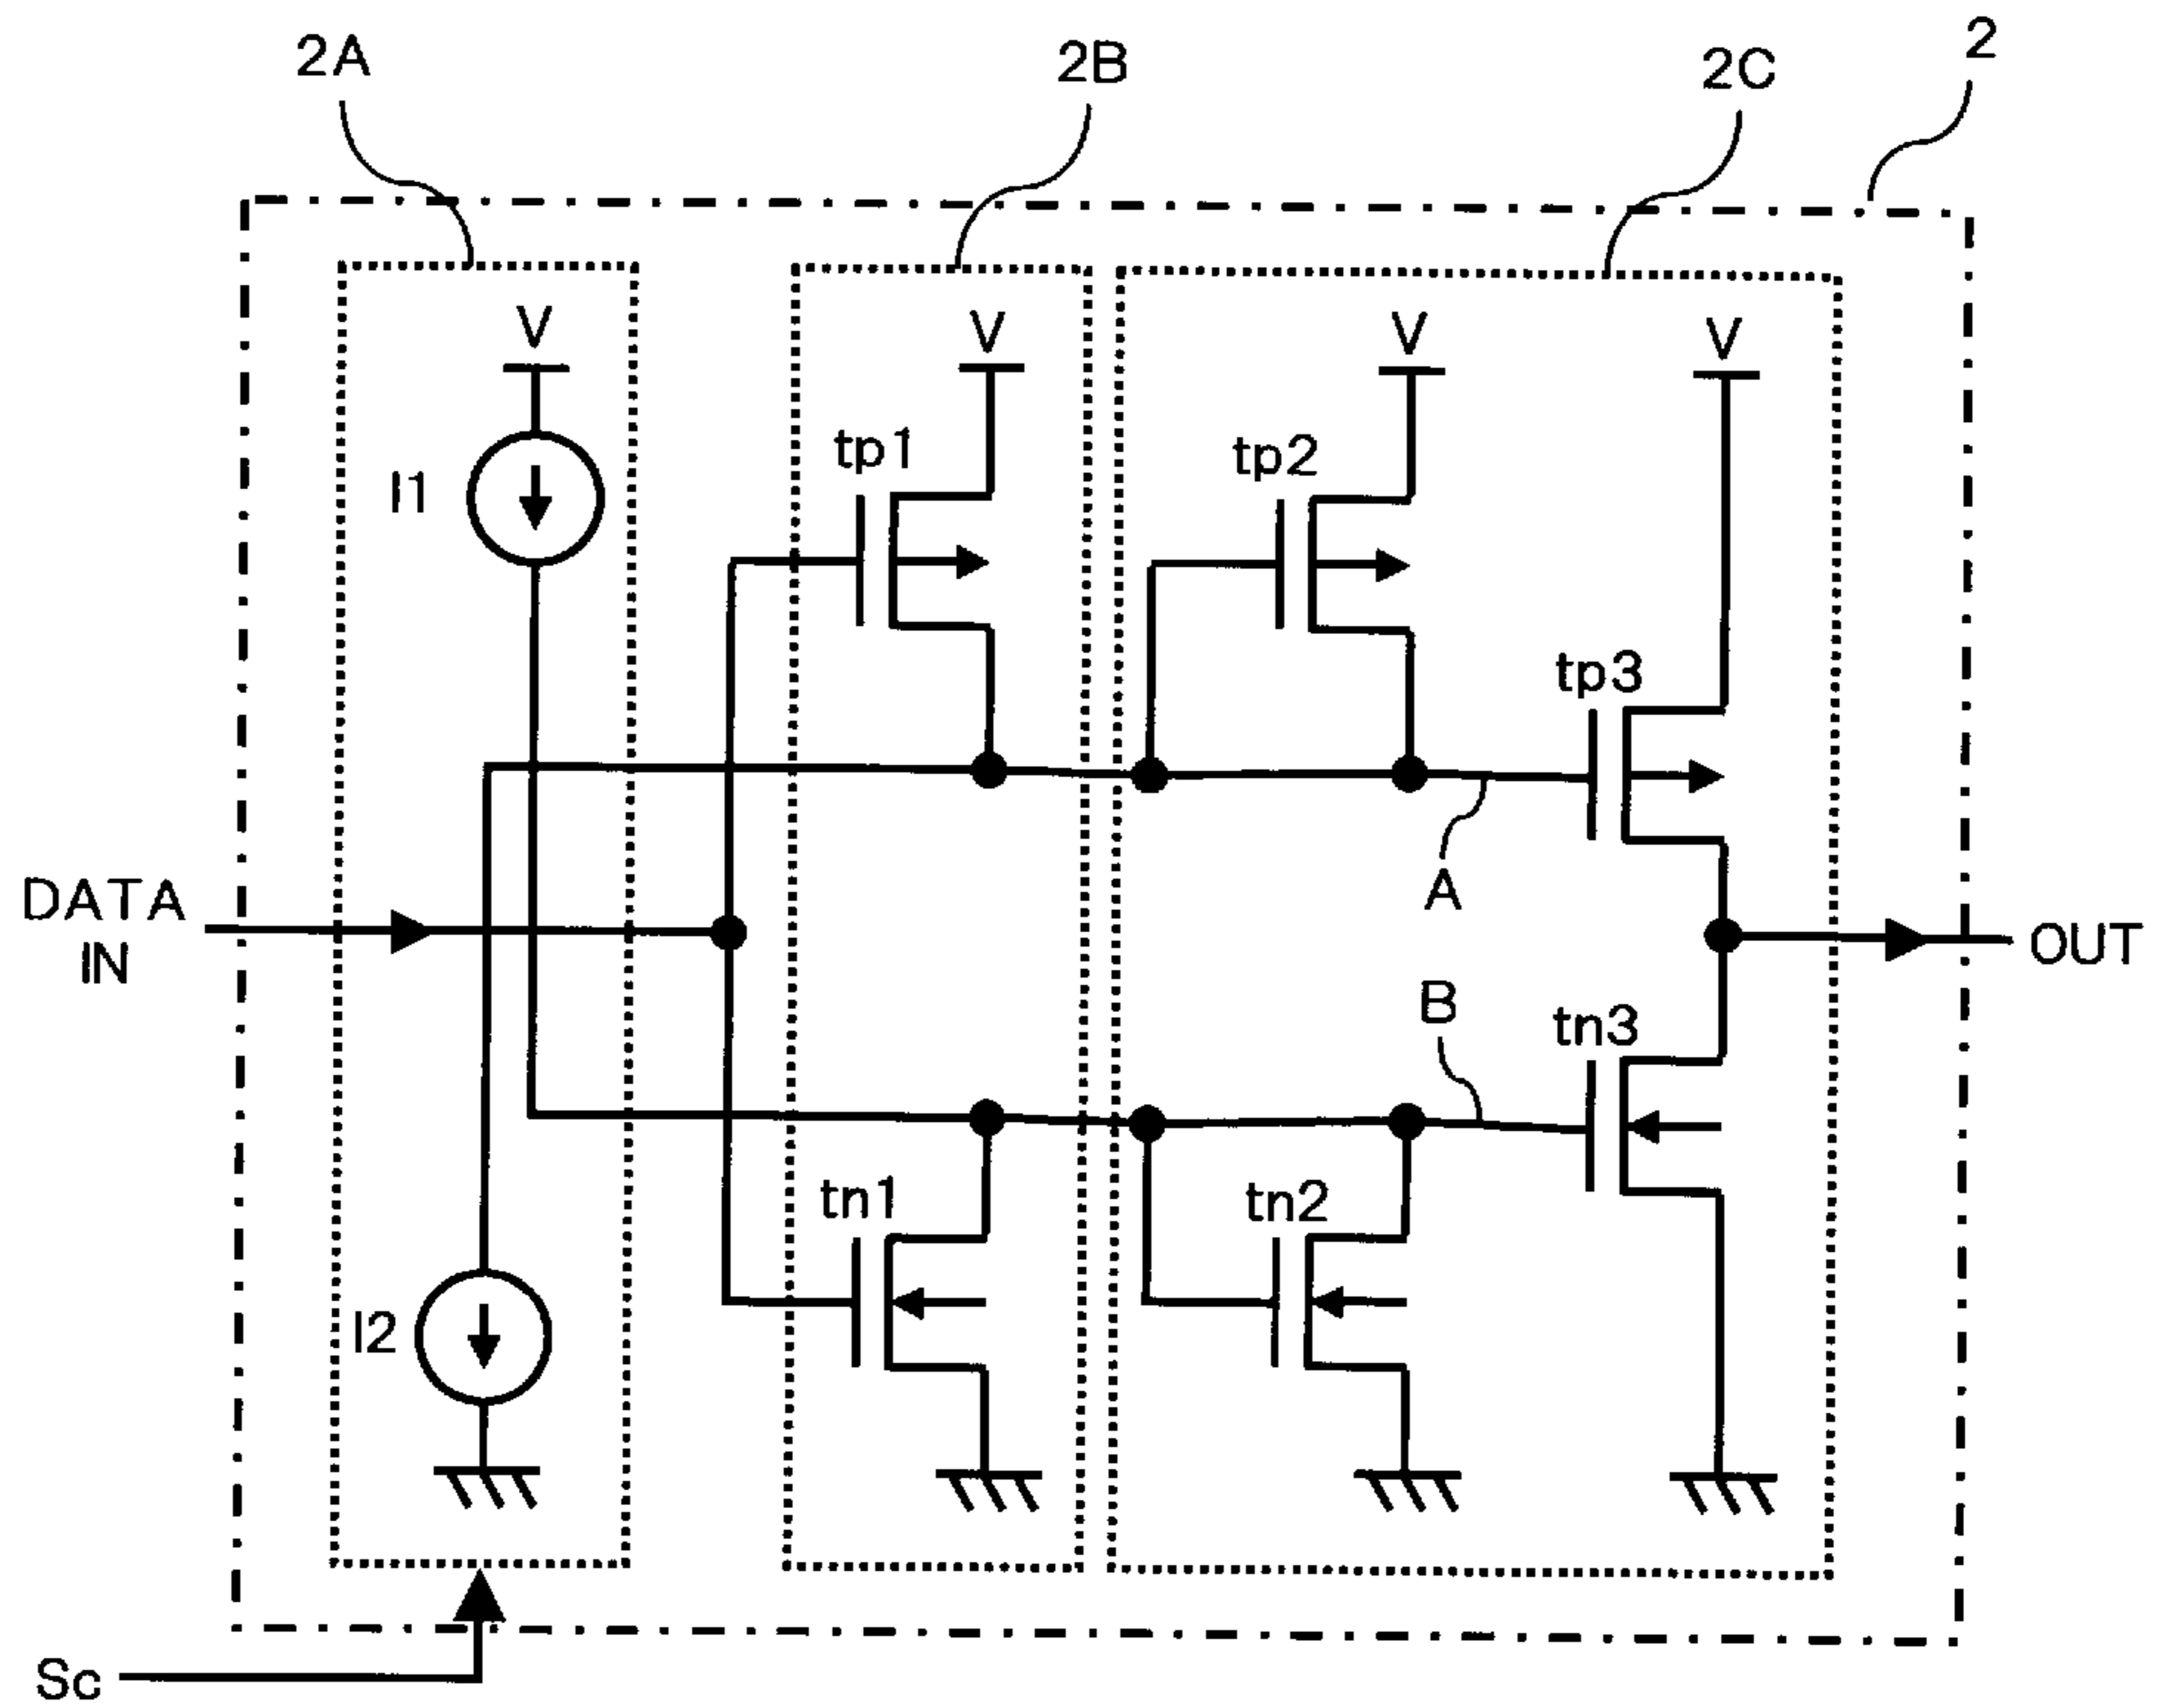 2A
2B
2C
2
V
V
V
V
I1
tp1
tp2
tp3
A
DATA
IN
OUT
B
tn3
tn1
tn2
I2
Sc